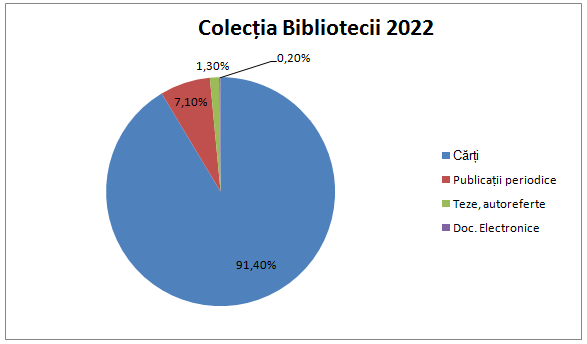 Colecția Bibliotecii 2022
1,30%
0,20%
7,10%
91,40%
Cărți
Publicații periodice
Teze, autoreferte
Doc. Electronice